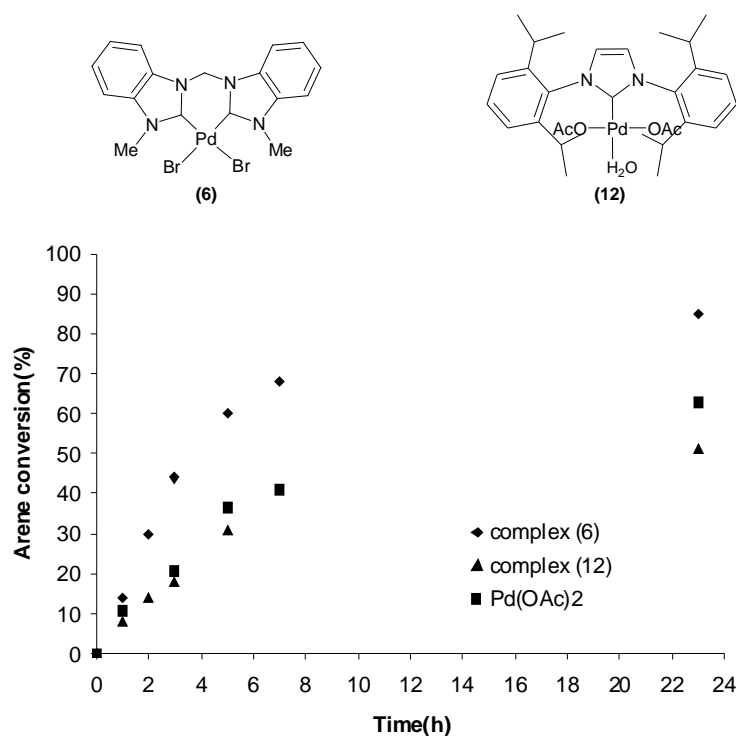 N N
N N
Me Pd Me
Br Br
(6)
N N
AcO Pd OAc
H2O
(12)
100
90
80
70
60
50
40
30
20
10
0
Arene conversion(%)
complex (6)
complex (12)
Pd(OAc)2
0 2 4 6 8 10 12 14 16 18 20 22 24
Time(h)